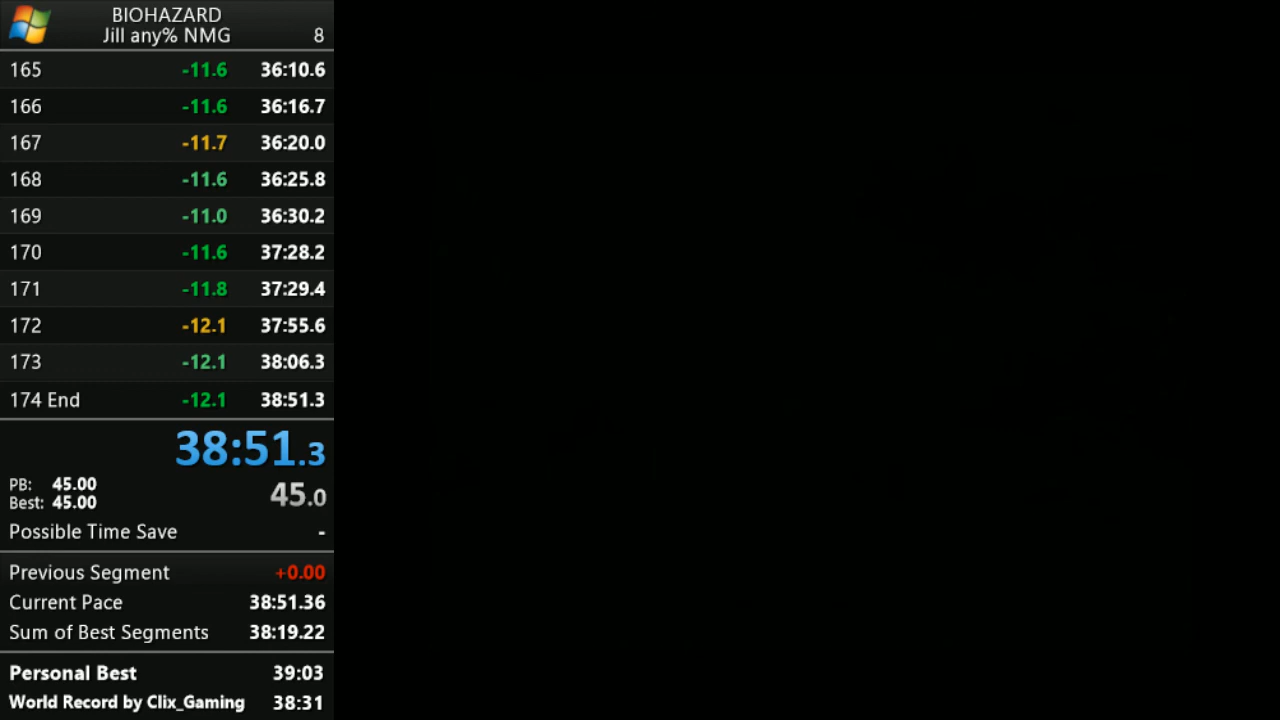 BIOHAZARD
Jill any% NMG 8
165 -11.6 36:10.6
166 -11.6 36:16.7
167 -11.7 36:20.0
168 -11.6 36:25.8
169 -11.0 36:30.2
170 -11.6 37:28.2
171 -11.8 37:29.4
172 -12.1 37:55.6
173 -12.1 38:06.3
174 End -12.1 38:51.3
38:51.3
PB: 45.00
Best: 45.00
45.0
Possible Time Save -
Previous Segment +0.00
Current Pace 38:51.36
Sum of Best Segments 38:19.22
Personal Best 39:03
World Record by Clix_Gaming 38:31